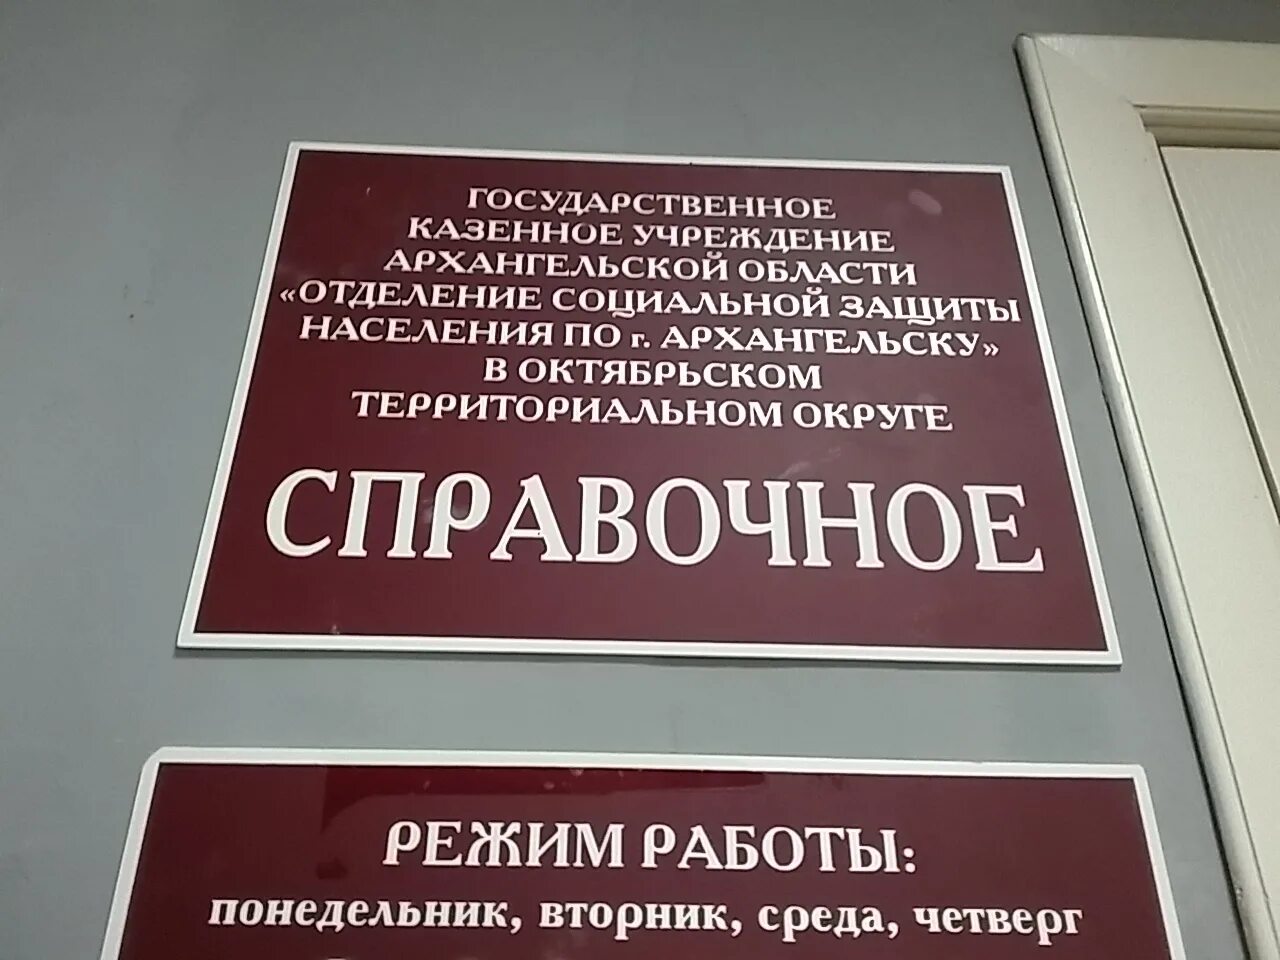 ГОСУДАРСТВЕННОЕ
КАЗЕННОЕ УЧРЕЖДЕНИЕ
АРХАНГЕЛЬСКОЙ ОБЛАСТИ
«ОТДЕЛЕНИЕ СОЦИАЛЬНОЙ ЗАЩИТЫ
НАСЕЛЕНИЯ ПО г. АРХАНГЕЛЬСКУ»
В ОКТЯБРЬСКОМ
ТЕРРИТОРИАЛЬНОМ ОКРУГЕ
СПРАВОЧНОЕ
РЕЖИМ РАБОТЫ:
понедельник, вторник, среда, четверг